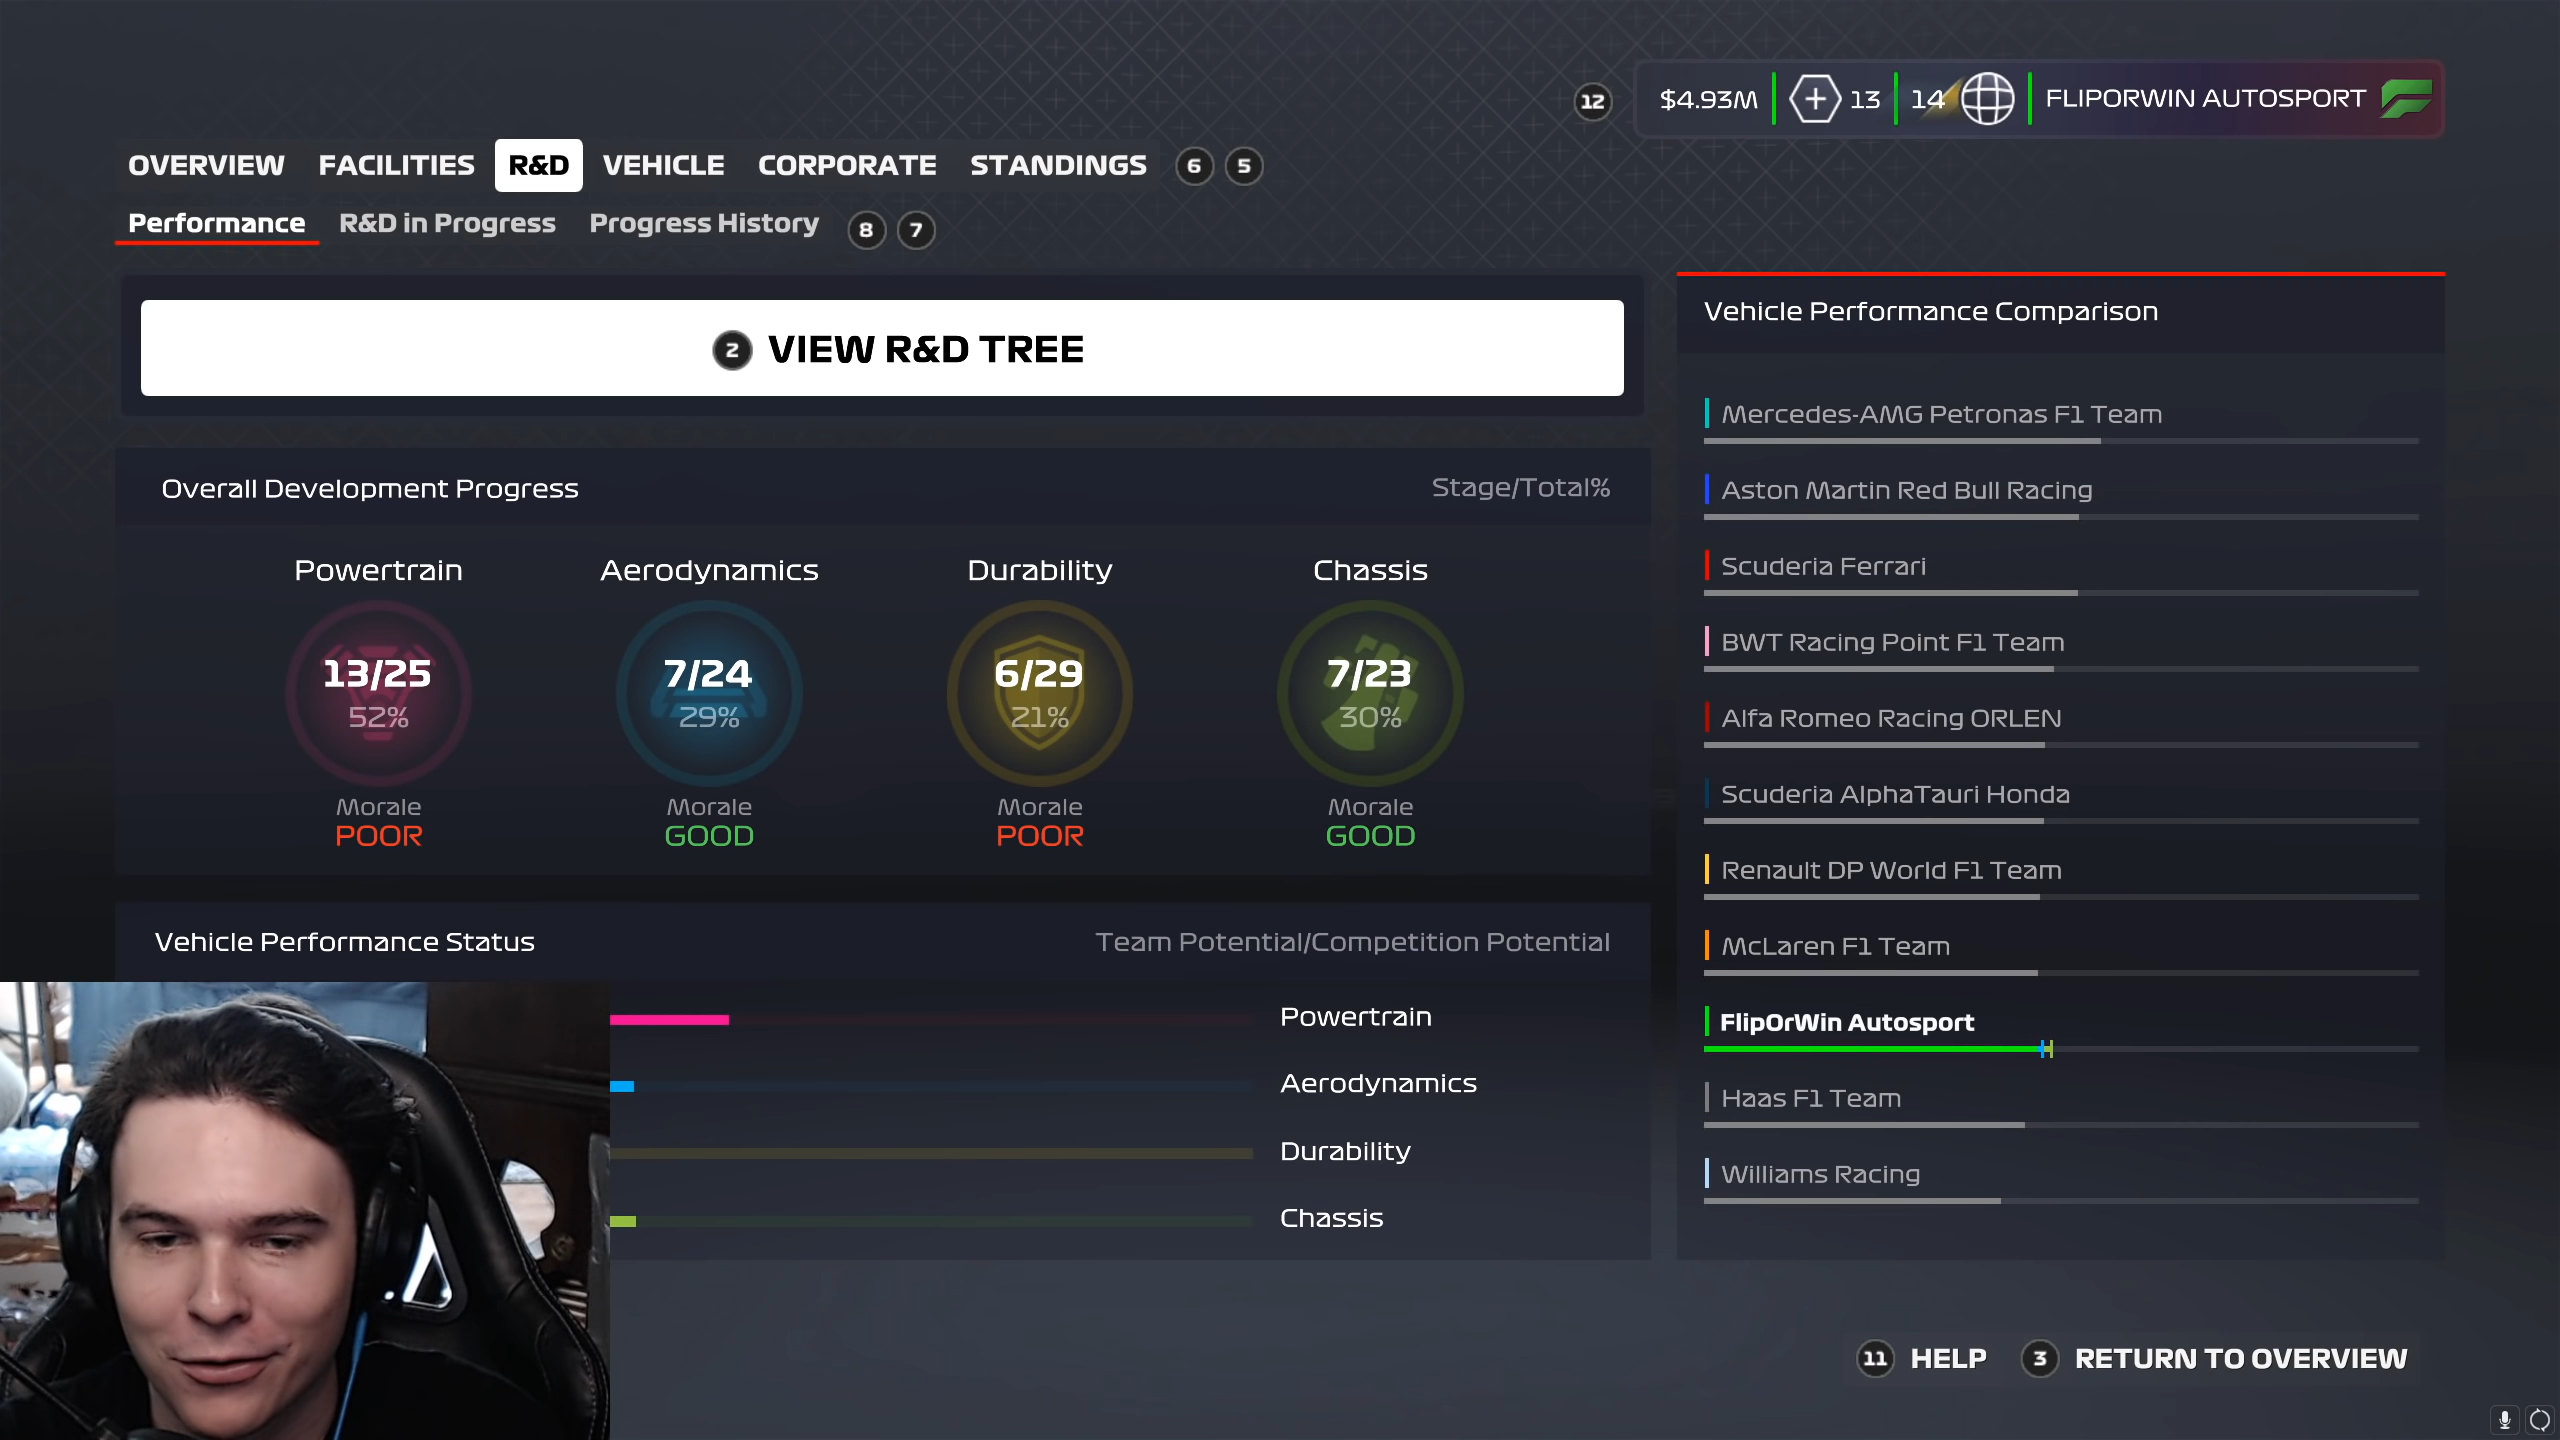 12 $4.93M 13 14 FLIPORWIN AUTOSPORT
OVERVIEW FACILITIES R&D VEHICLE CORPORATE STANDINGS 6 5
Performance R&D in Progress Progress History 8 7
2 VIEW R&D TREE
Overall Development Progress Stage/Total%
Powertrain Aerodynamics Durability Chassis
13/25 7/24 6/29 7/23
52% 29% 21% 30%
Morale Morale Morale Morale
POOR GOOD POOR GOOD
Vehicle Performance Status Team Potential/Competition Potential
Powertrain
Aerodynamics
Durability
Chassis
Vehicle Performance Comparison
Mercedes-AMG Petronas F1 Team
Aston Martin Red Bull Racing
Scuderia Ferrari
BWT Racing Point F1 Team
Alfa Romeo Racing ORLEN
Scuderia AlphaTauri Honda
Renault DP World F1 Team
McLaren F1 Team
FlipOrWin Autosport
Haas F1 Team
Williams Racing
11 HELP 3 RETURN TO OVERVIEW